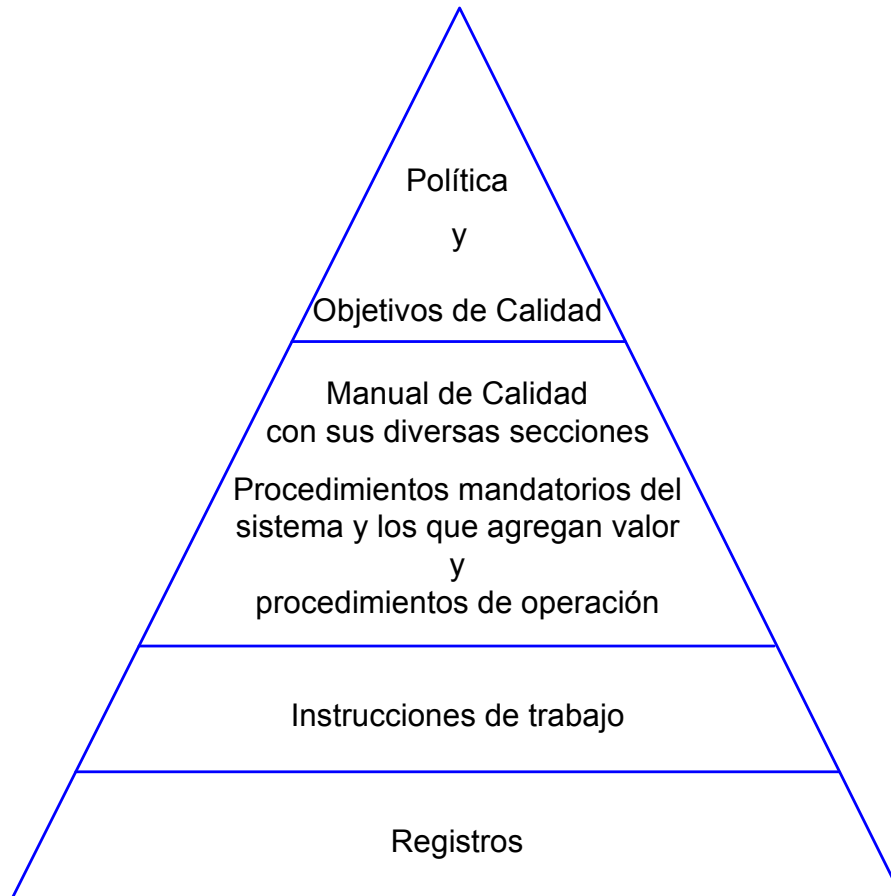 Política
y
Objetivos de Calidad
Manual de Calidad
con sus diversas secciones
Procedimientos mandatorios del
sistema y los que agregan valor
y
procedimientos de operación
Instrucciones de trabajo
Registros